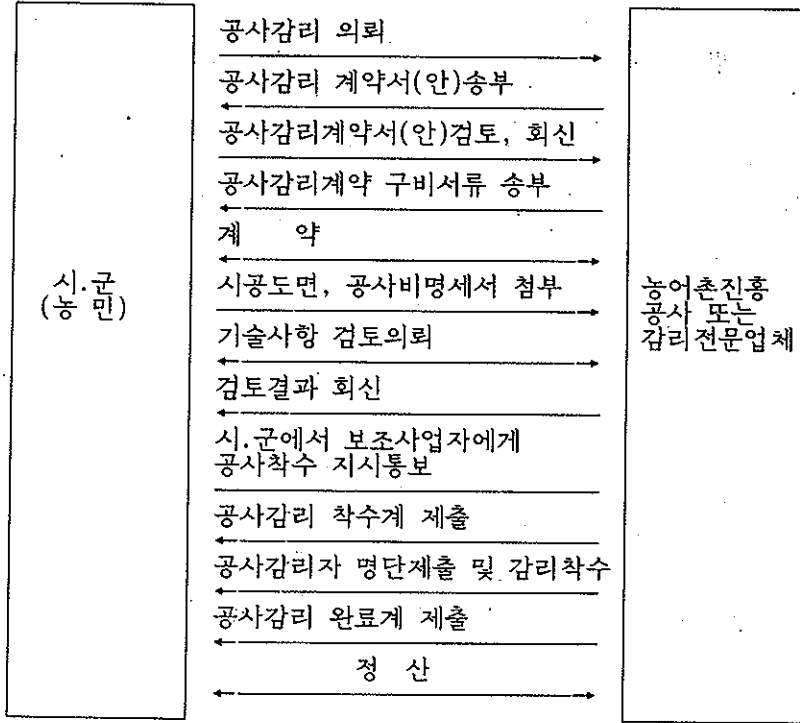 공사감리 의뢰
공사감리 계약서(안)송부
공사감리계약서(안)검토, 회신
공사감리계약 구비서류 송부
계 약
시.군
(농 민)
시공도면, 공사비명세서 첨부
농어촌진흥
공사 또는
감리전문업체
기술사항 검토의뢰
검토결과 회신
시.군에서 보조사업자에게
공사착수 지시통보
공사감리 착수계 제출
공사감리자 명단제출 및 감리착수
공사감리 완료계 제출
정 산